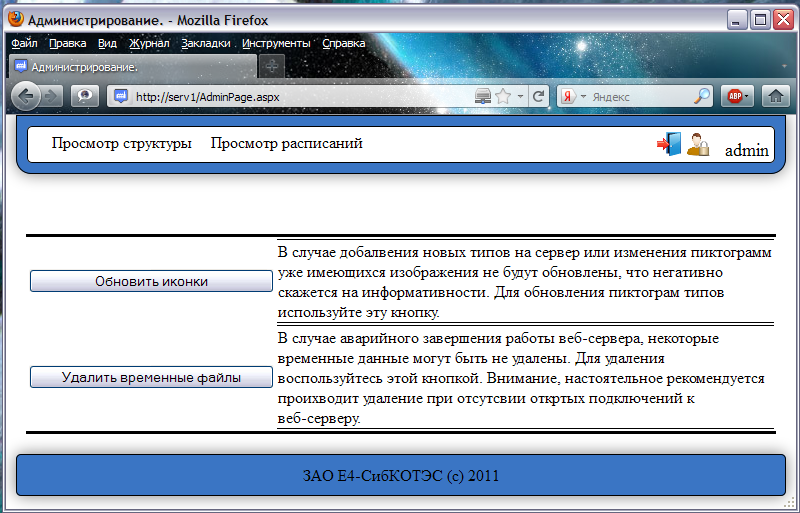 Администрирование. - Mozilla Firefox
Файл Правка Вид Журнал Закладки Инструменты Справка
Администрирование.
http://serv1/AdminPage.aspx Я Яндекс ABP
Просмотр структуры Просмотр расписаний admin
В случае добалвения новых типов на сервер или изменения пиктограмм
уже имеющихся изображения не будут обновлены, что негативно
Обновить иконки
скажется на информативности. Для обновления пиктограм типов
используйте эту кнопку.
В случае аварийного завершения работы веб-сервера, некоторые
временные данные могут быть не удалены. Для удаления
Удалить временные файлы
воспользуйтесь этой кнопкой. Внимание, настоятельное рекомендуется
проиxводит удаление при отсутсвии откртых подключений к
веб-серверу.
ЗАО Е4-СибКОТЭС (с) 2011